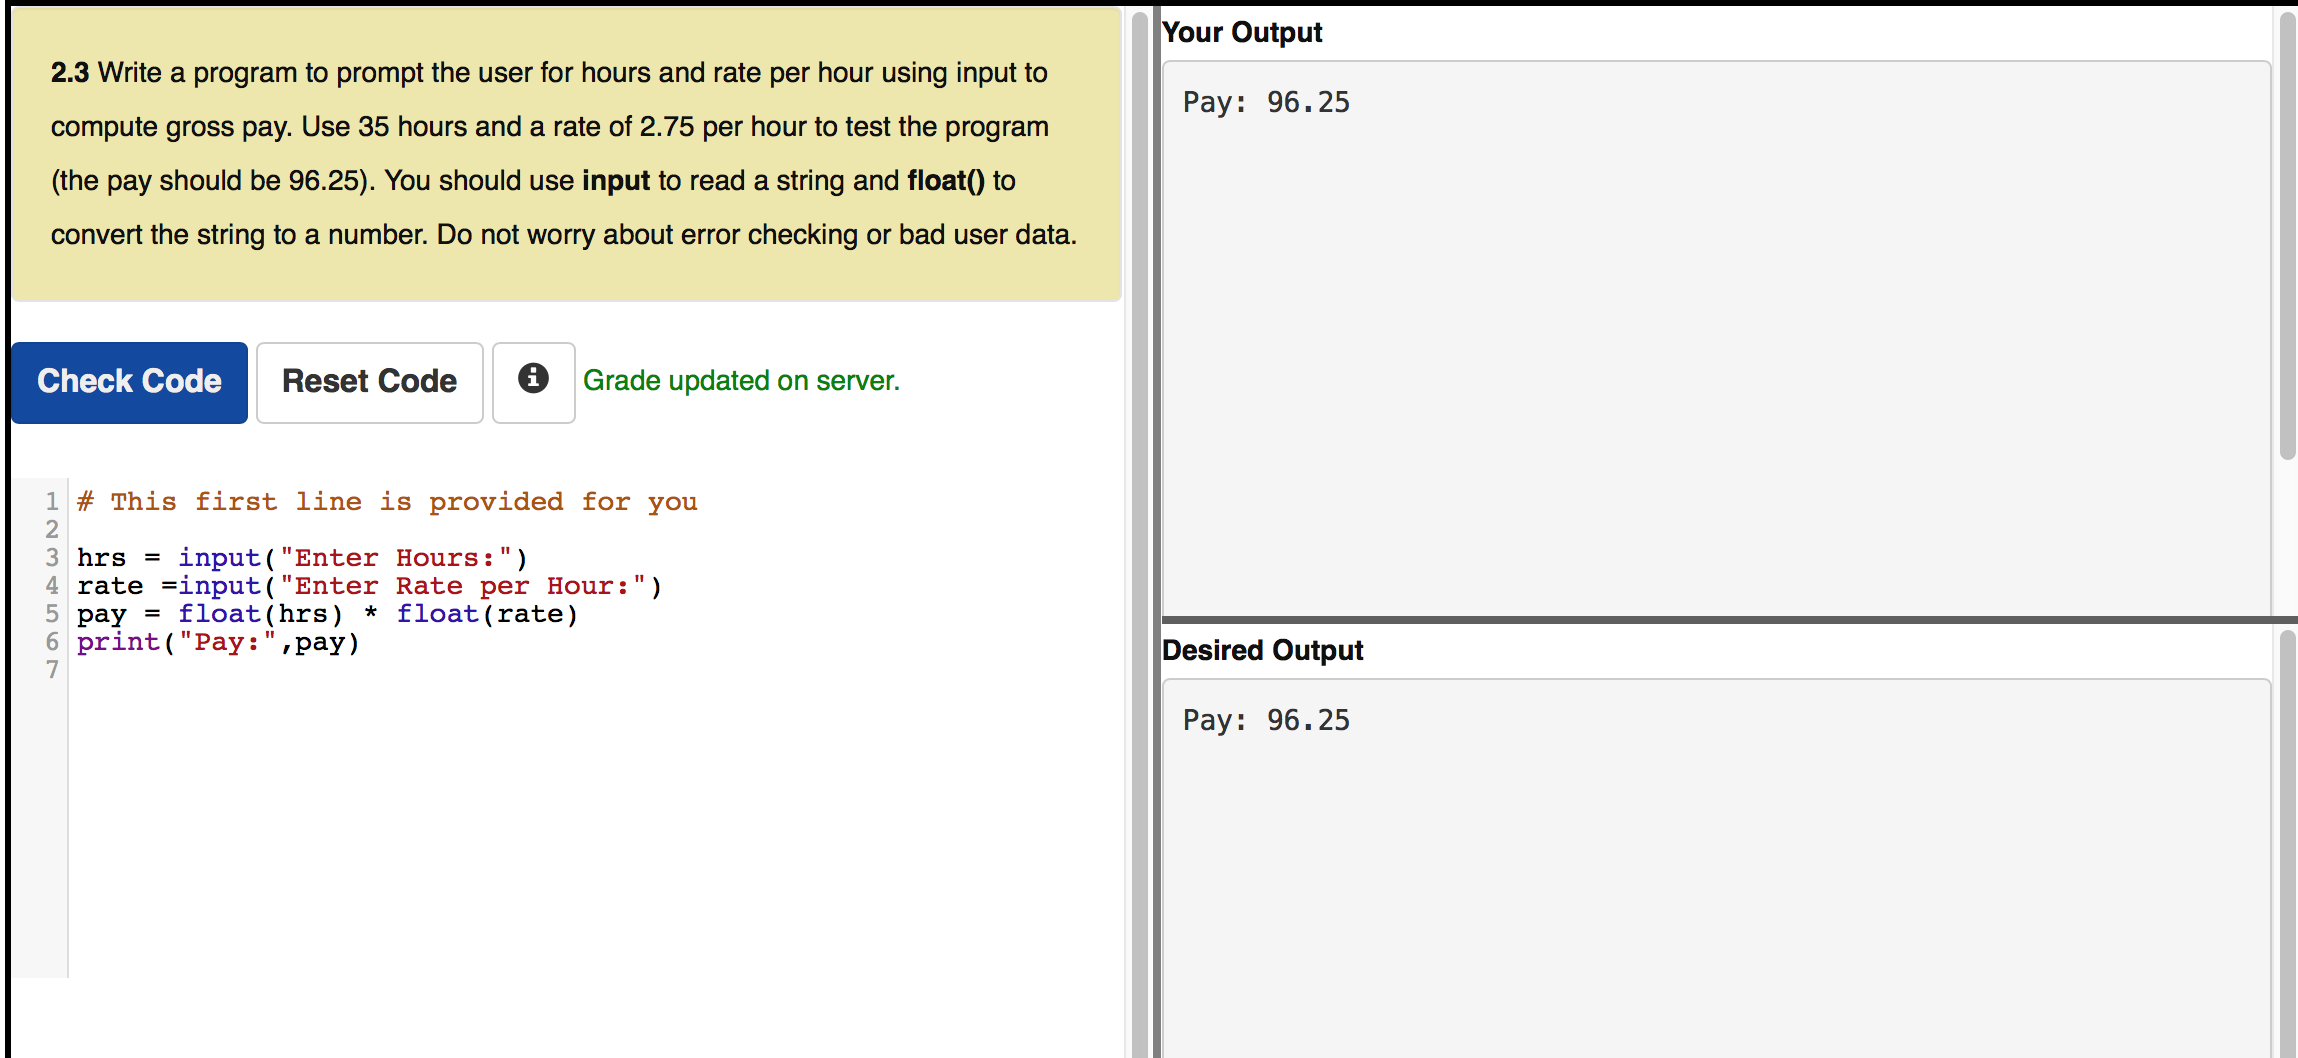 2.3 Write a program to prompt the user for hours and rate per hour using input to
compute gross pay. Use 35 hours and a rate of 2.75 per hour to test the program
(the pay should be 96.25). You should use input to read a string and float() to
convert the string to a number. Do not worry about error checking or bad user data.
Check Code
Reset Code
Grade updated on server.
1 # This first line is provided for you
2
3 hrs = input("Enter Hours:")
4 rate =input("Enter Rate per Hour:")
5 pay = float(hrs) * float(rate)
6 print("Pay:",pay)
7
Your Output
Pay: 96.25
Desired Output
Pay: 96.25